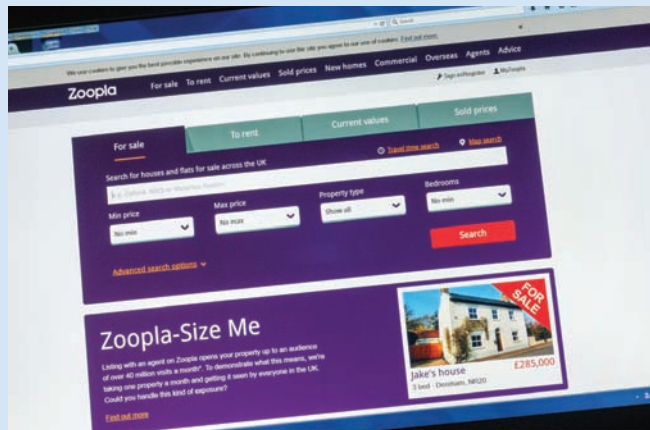 Search
We use cookies to give you the best possible experience on our site. By continuing to use the site you agree to our use of cookies. Find out more.
Zoopla
For sale To rent Current values Sold prices New homes Commercial Overseas Agents Advice
Sign in/Register MyZoopla
For sale
To rent
Current values
Sold prices
Search for houses and flats for sale across the UK
Travel time search
Map search
Min price
Max price
Property type
Bedrooms
No min
No max
Show all
No min
Search
Advanced search options
Zoopla-Size Me
Listing with an agent on Zoopla opens your property up to an audience
of over 40 million visits a month*. To demonstrate what this means, we're
taking one property a month and getting it seen by everyone in the UK.
Could you handle this kind of exposure?
Find out more
FOR
SALE
Jake's house
£285,000
3 bed - Dereham, NR20